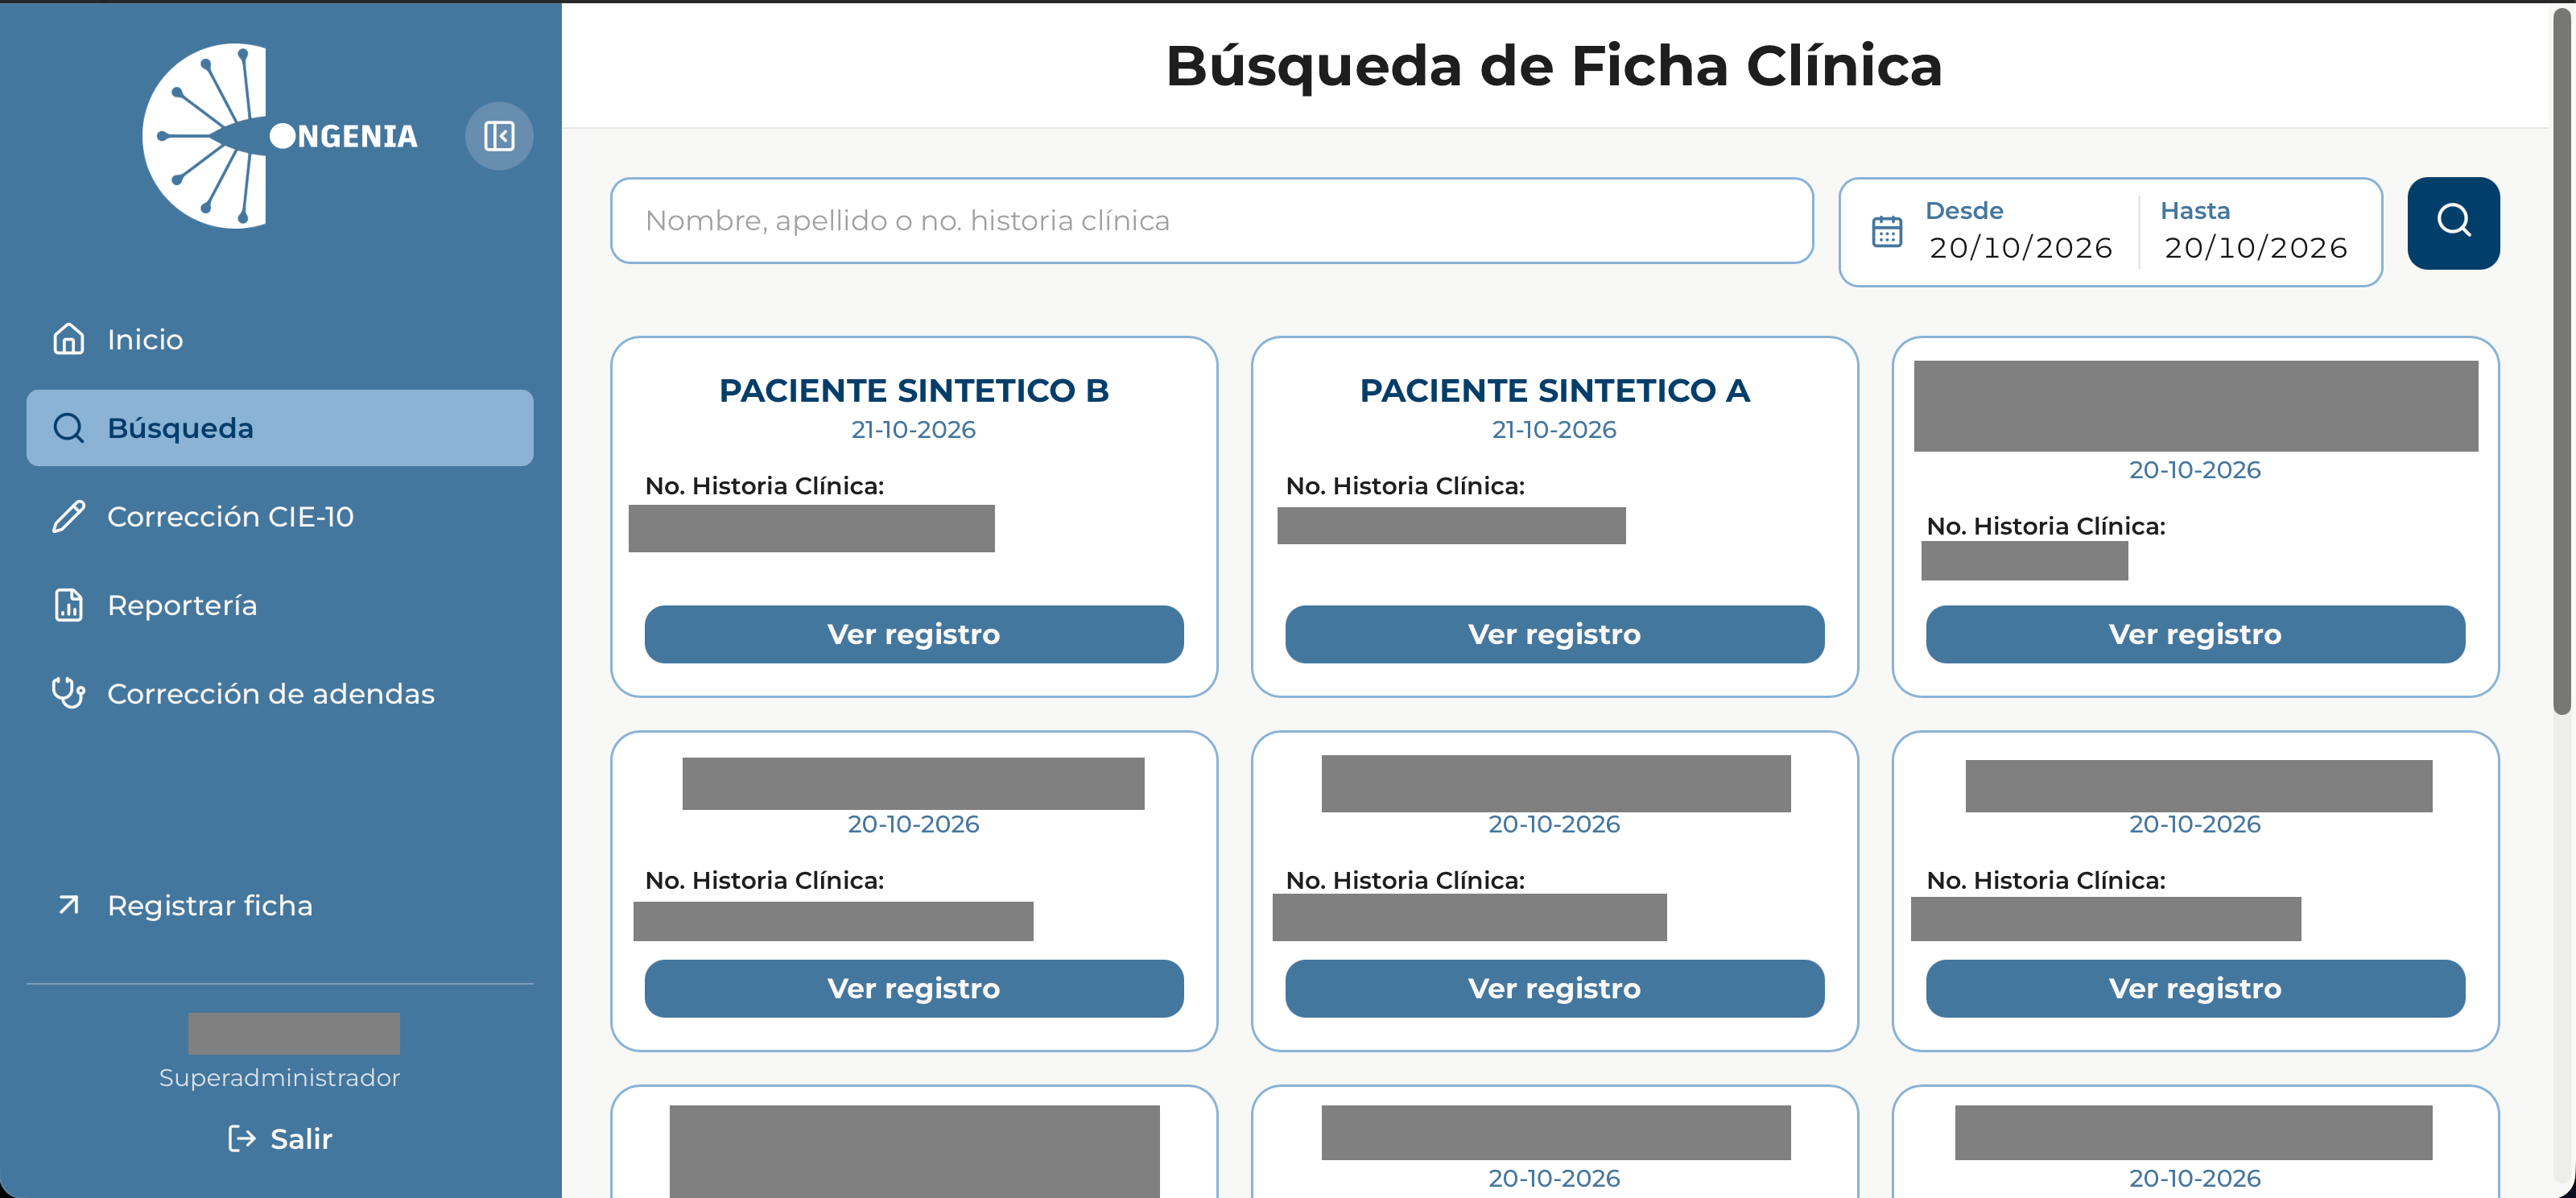 ONGENIA
Inicio
Búsqueda
Corrección CIE-10
Reportería
Corrección de adendas
Registrar ficha
Superadministrador
Salir
Búsqueda de Ficha Clínica
Nombre, apellido o no. historia clínica
Desde
20/10/2026
Hasta
20/10/2026
PACIENTE SINTETICO B
21-10-2026
No. Historia Clínica:
Ver registro
PACIENTE SINTETICO A
21-10-2026
No. Historia Clínica:
Ver registro
20-10-2026
No. Historia Clínica:
Ver registro
20-10-2026
No. Historia Clínica:
Ver registro
20-10-2026
No. Historia Clínica:
Ver registro
20-10-2026
No. Historia Clínica:
Ver registro
20-10-2026
20-10-2026